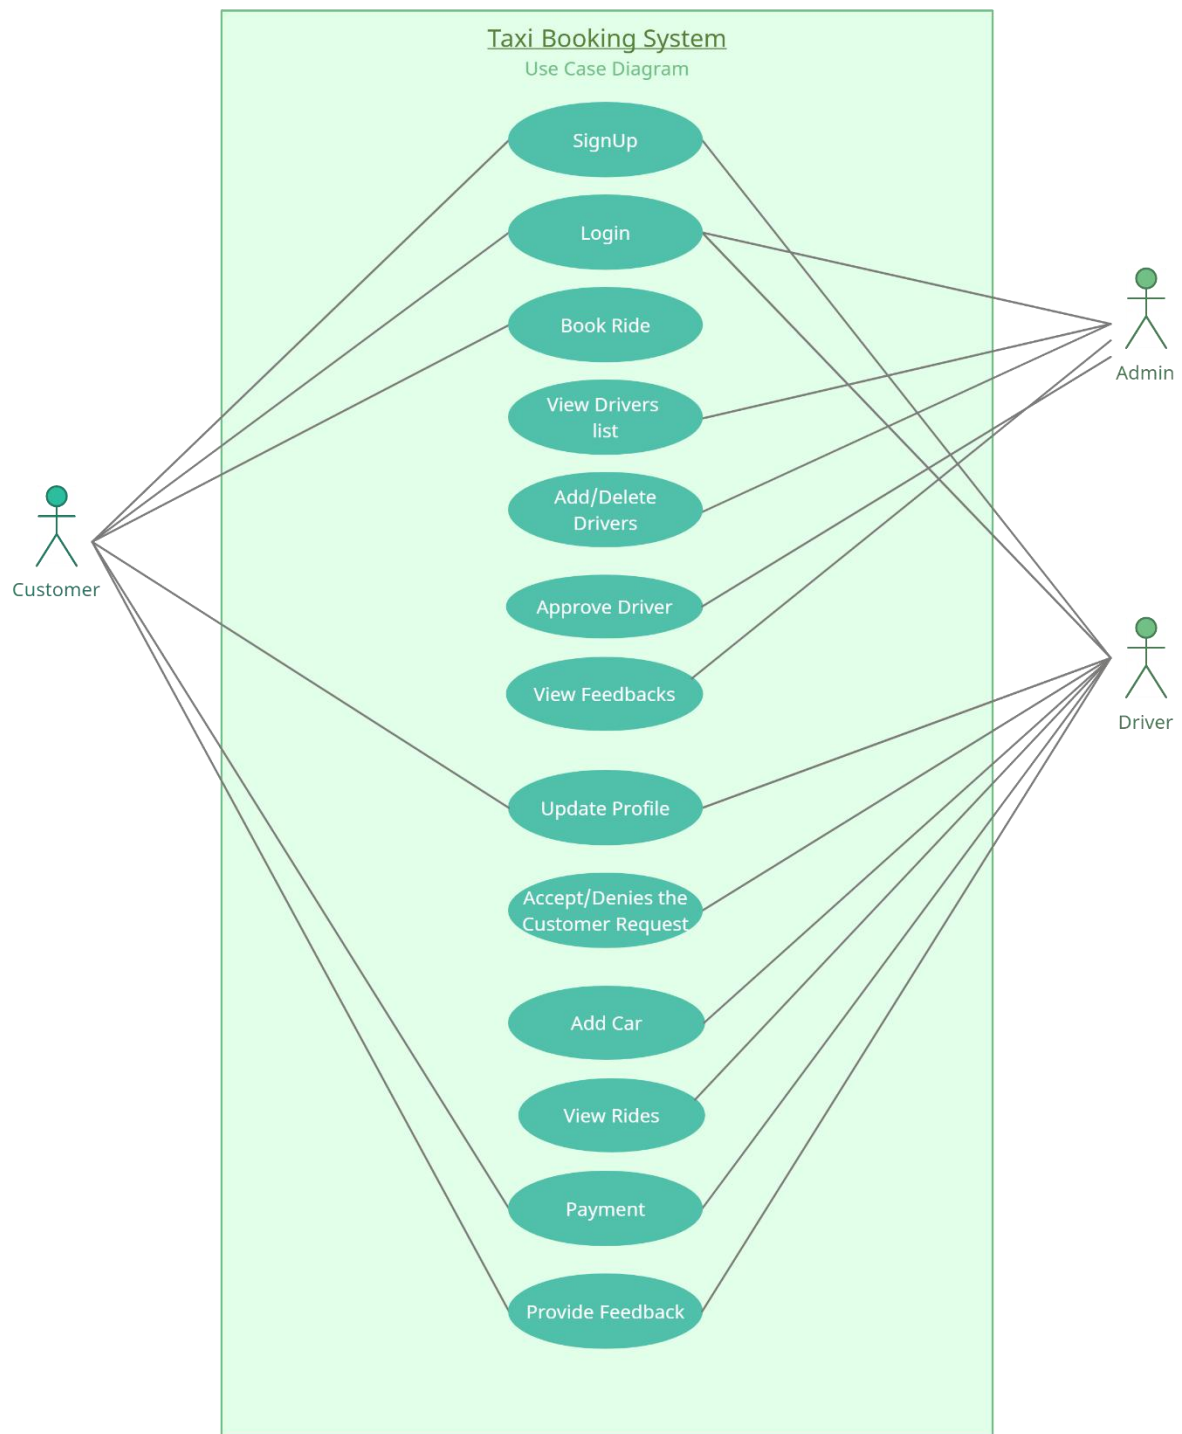 Taxi Booking System
Use Case Diagram
SignUp
Login
Book Ride
View Drivers
list
Add/Delete
Drivers
Approve Driver
View Feedbacks
Update Profile
Accept/Denies the
Customer Request
Add Car
View Rides
Payment
Provide Feedback
Customer
Admin
Driver